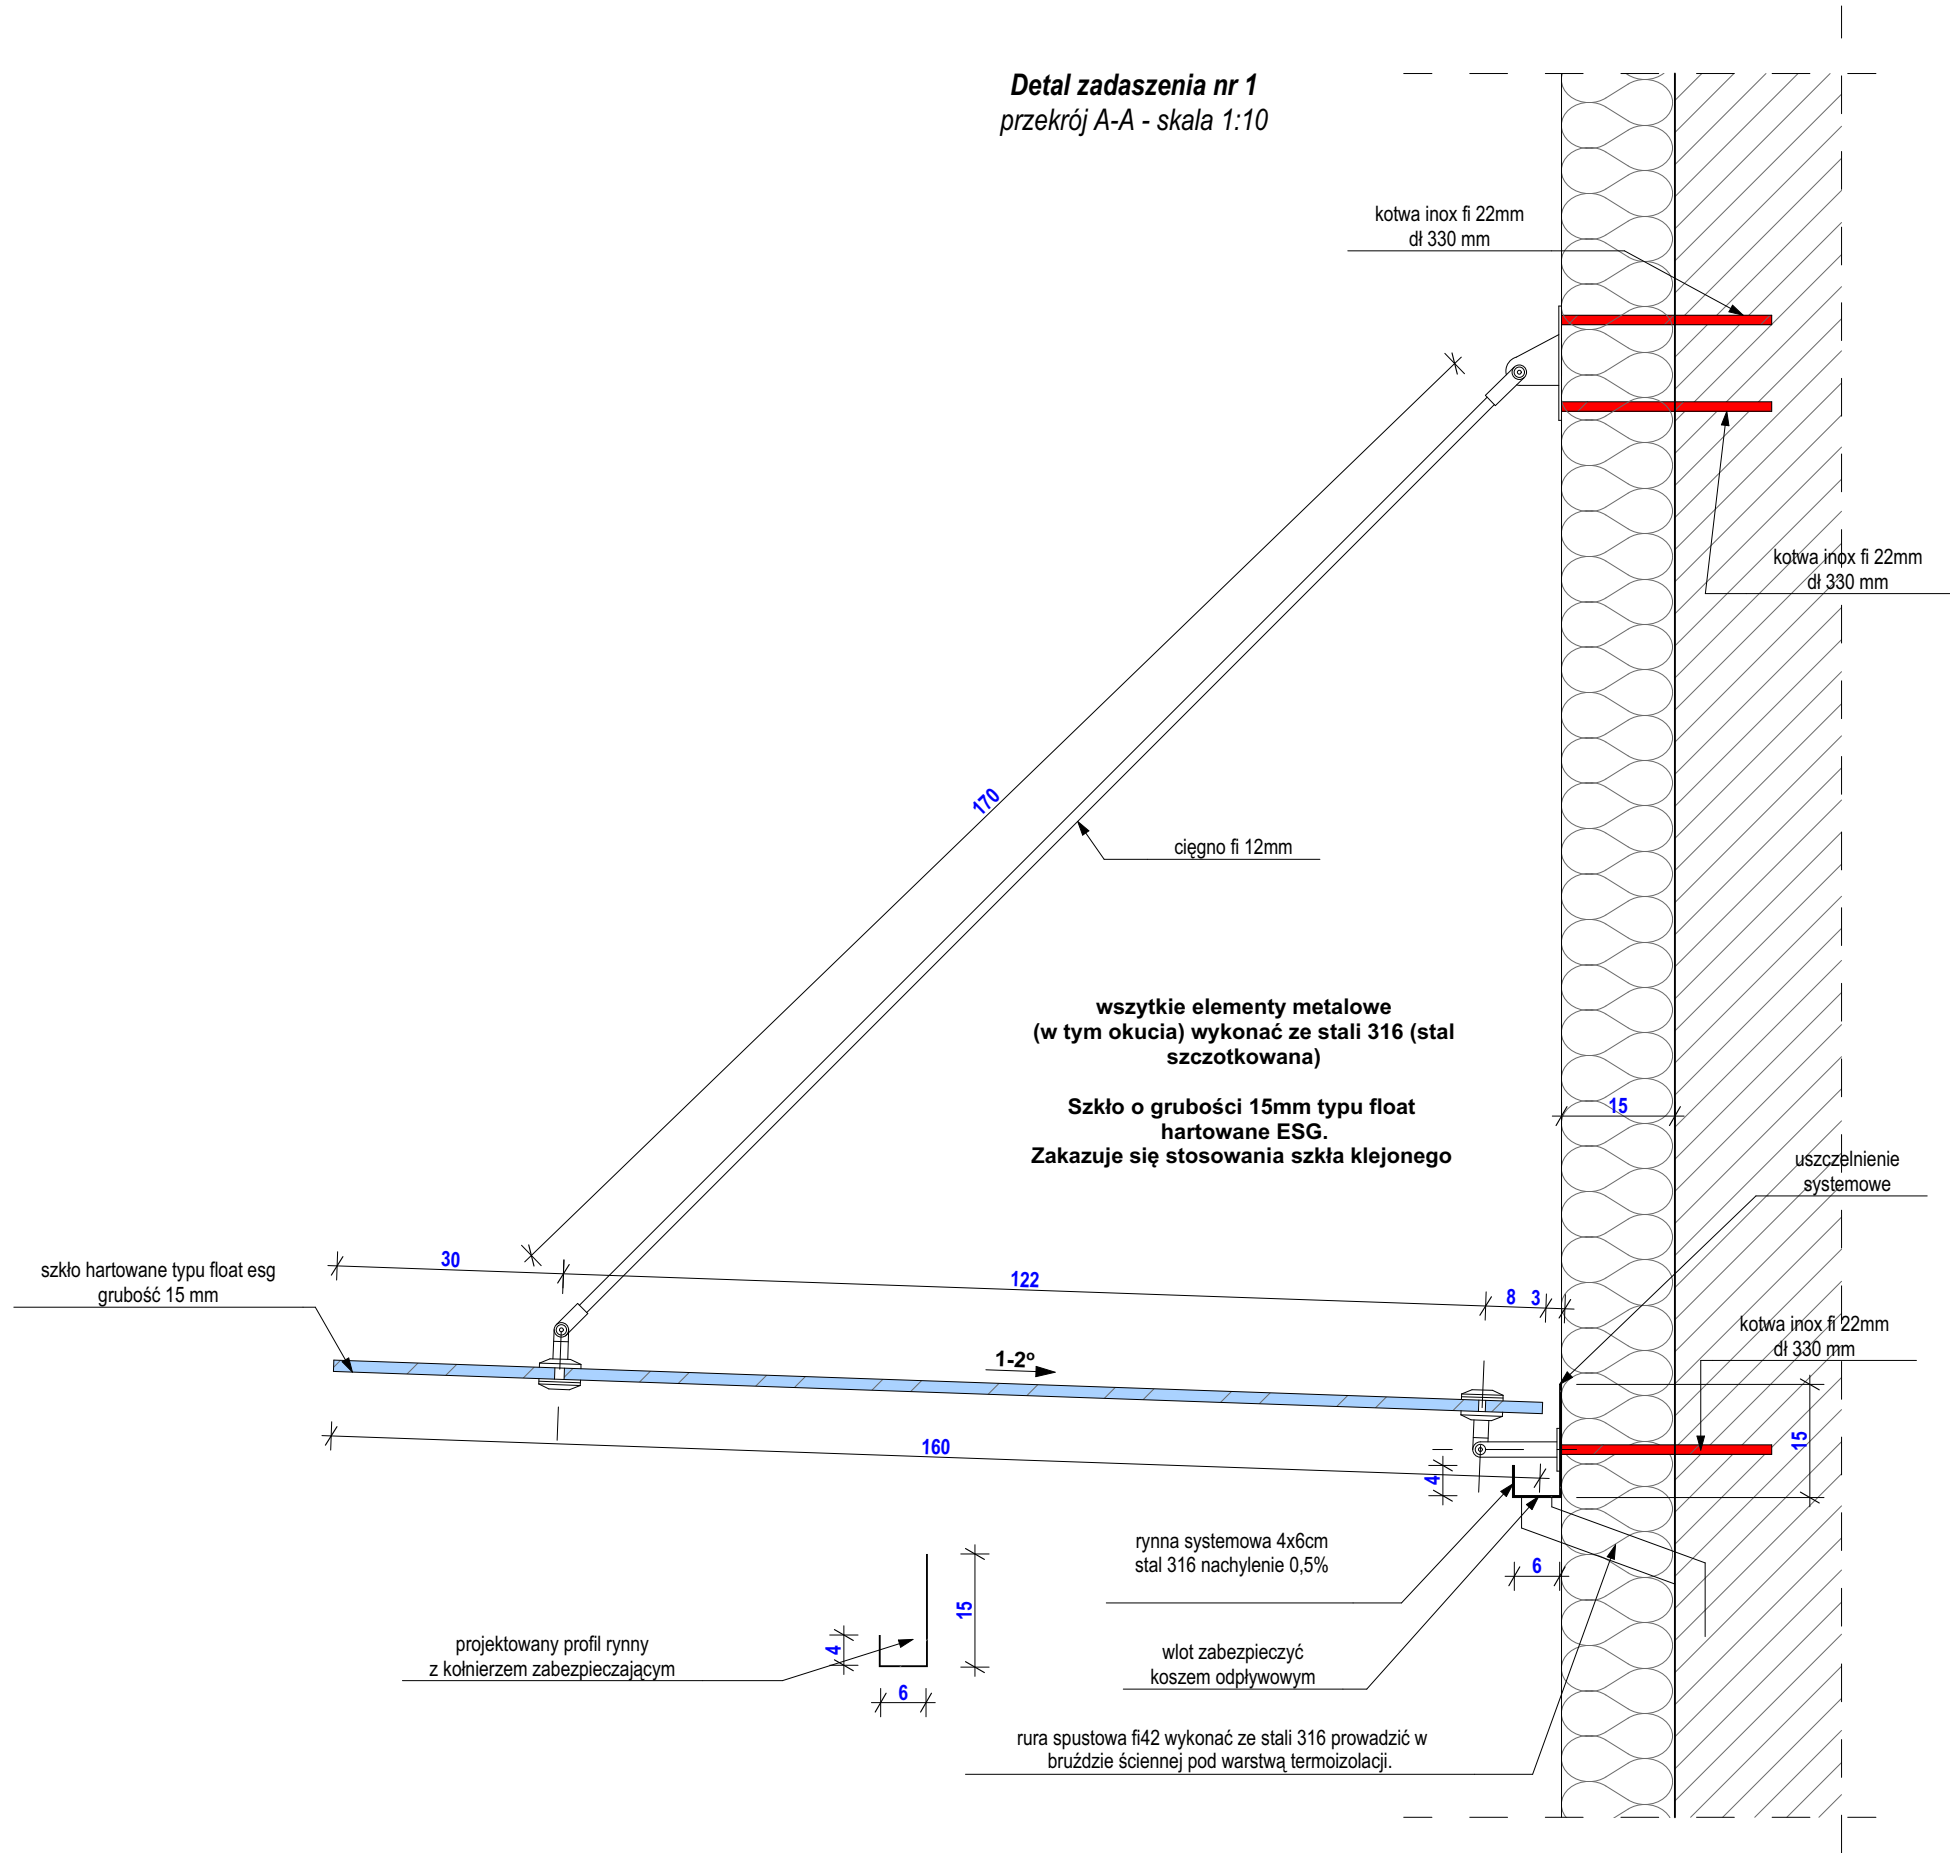 Detal zadaszenia nr 1
przekrój A-A - skala 1:10
kotwa inox fi 22mm
dł 330 mm
kotwa inox fi 22mm
dł 330 mm
170
cięgno fi 12mm
wszytkie elementy metalowe
(w tym okucia) wykonać ze stali 316 (stal
szczotkowana)
Szkło o grubości 15mm typu float
hartowane ESG.
Zakazuje się stosowania szkła klejonego
15
uszczelnienie
systemowe
szkło hartowane typu float esg
grubość 15 mm
30
122
8
3
kotwa inox fi 22mm
dł 330 mm
1-2°
160
15
4
rynna systemowa 4x6cm
stal 316 nachylenie 0,5%
6
projektowany profil rynny
z kołnierzem zabezpieczającym
4
15
6
wlot zabezpieczyć
koszem odpływowym
rura spustowa fi42 wykonać ze stali 316 prowadzić w
bruździe ściennej pod warstwą termoizolacji.